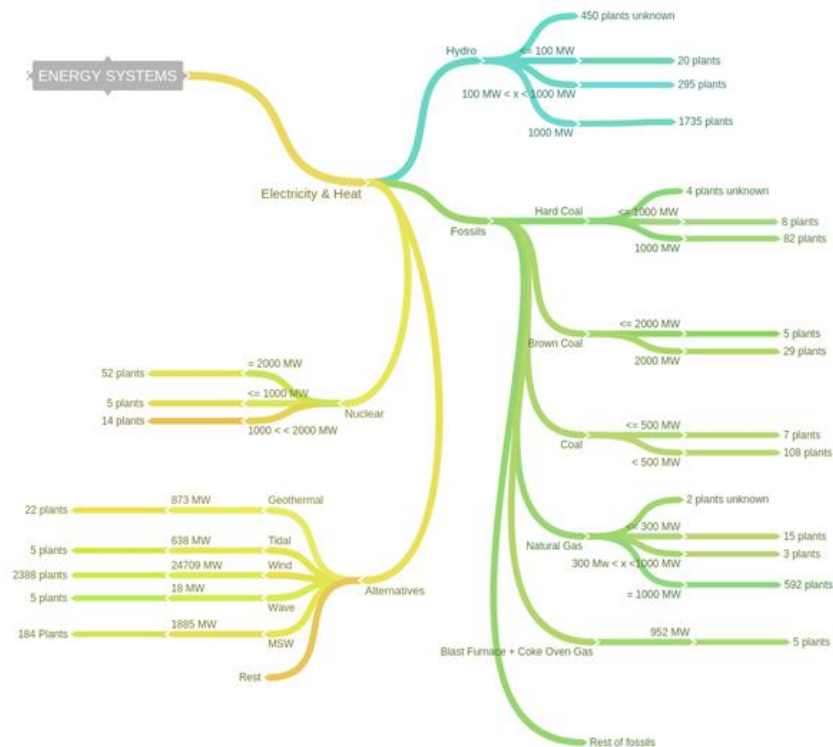 ENERGY SYSTEMS
Electricity & Heat
Hydro
450 plants unknown
<= 100 MW
20 plants
100 MW < x < 1000 MW
295 plants
1000 MW
1735 plants
Fossils
Hard Coal
4 plants unknown
<= 1000 MW
8 plants
1000 MW
82 plants
Brown Coal
<= 2000 MW
5 plants
2000 MW
29 plants
Coal
<= 500 MW
7 plants
< 500 MW
108 plants
Natural Gas
2 plants unknown
<= 300 MW
15 plants
300 Mw < x <1000 MW
3 plants
= 1000 MW
592 plants
Blast Furnace + Coke Oven Gas
952 MW
5 plants
Rest of fossils
Nuclear
= 2000 MW
52 plants
<= 1000 MW
5 plants
1000 < < 2000 MW
14 plants
Alternatives
Geothermal
873 MW
22 plants
Tidal
638 MW
5 plants
Wind
24709 MW
2388 plants
Wave
18 MW
5 plants
MSW
1885 MW
184 Plants
Rest